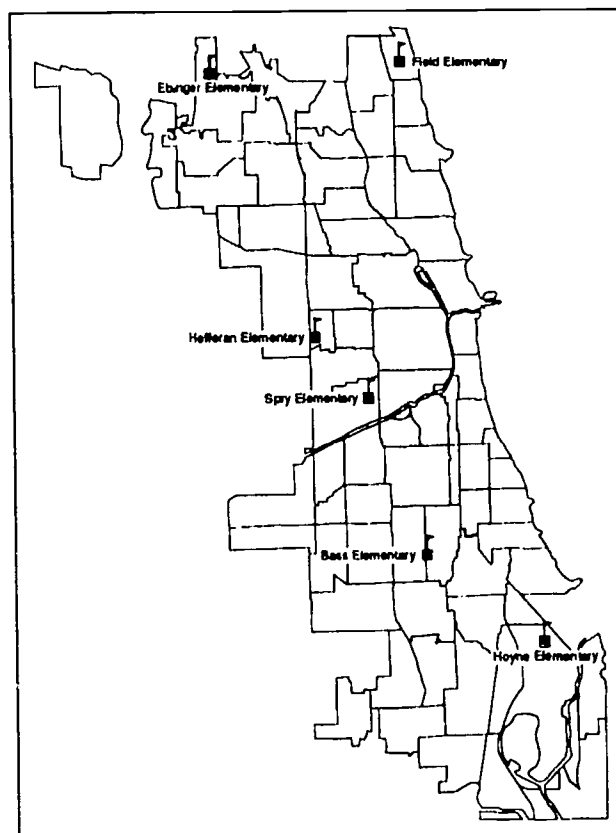 Field Elementary
Ebinger Elementary
Hefferan Elementary
Spry Elementary
Bass Elementary
Hoyne Elementary